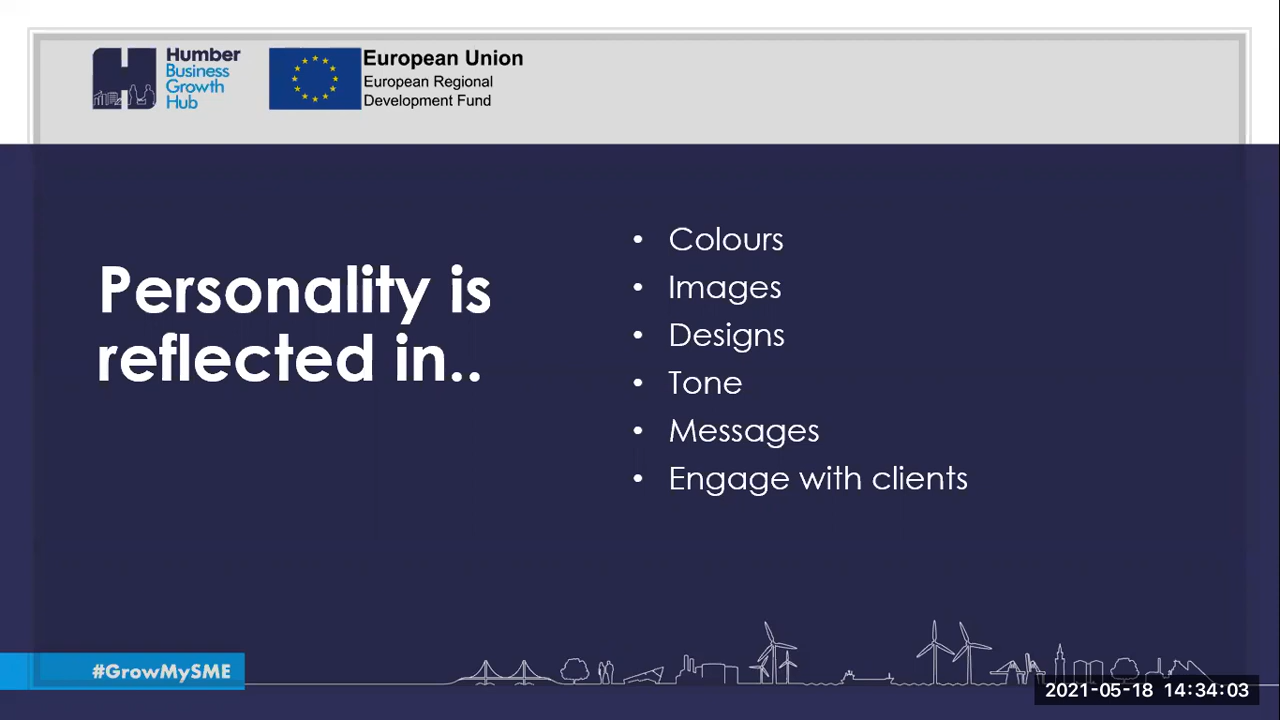 Humber
Business
Growth
Hub
European Union
European Regional
Development Fund
Personality is
reflected in..
• Colours
• Images
• Designs
• Tone
• Messages
• Engage with clients
#GrowMySME
2021-05-18 14:34:03